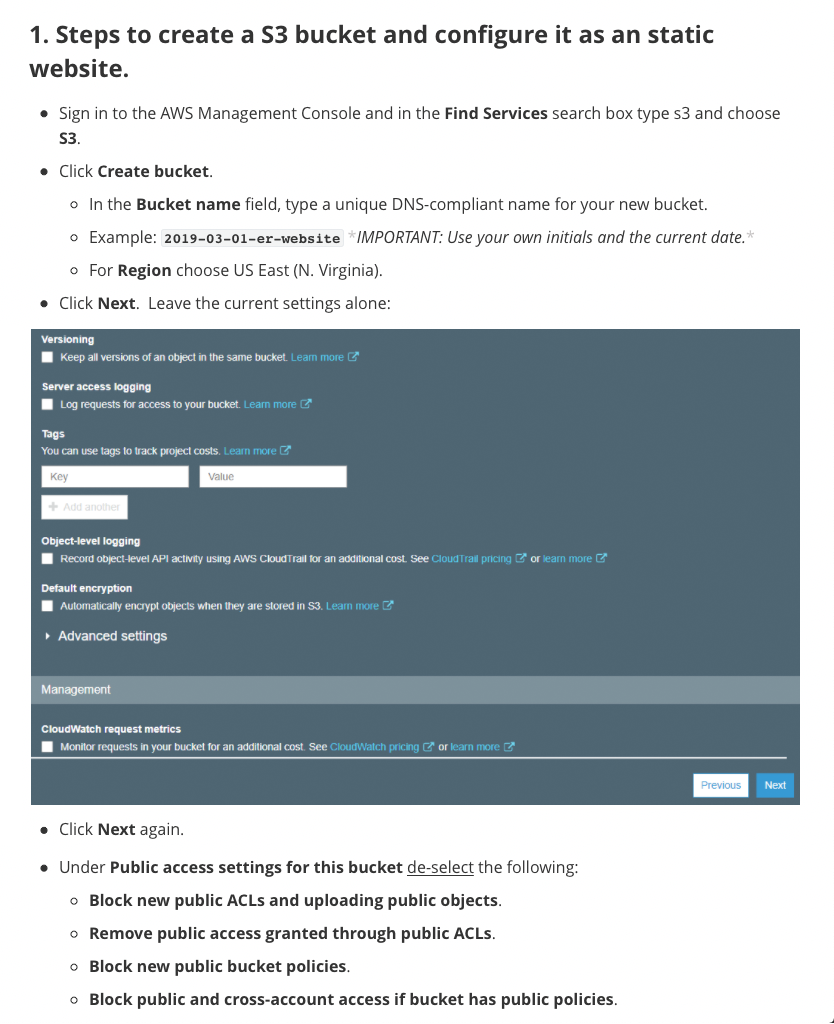 1. Steps to create a S3 bucket and configure it as an static
website.
Sign in to the AWS Management Console and in the Find Services search box type s3 and choose
S3.
Click Create bucket.
In the Bucket name field, type a unique DNS-compliant name for your new bucket.
Example: 2019-03-01-er-website *IMPORTANT: Use your own initials and the current date.*
For Region choose US East (N. Virginia).
Click Next. Leave the current settings alone:
Versioning
Keep all versions of an object in the same bucket. Learn more
Server access logging
Log requests for access to your bucket. Learn more
Tags
You can use tags to track project costs. Learn more
Key Value
+ Add another
Object-level logging
Record object-level API activity using AWS CloudTrail for an additional cost. See CloudTrail pricing or learn more
Default encryption
Automatically encrypt objects when they are stored in S3. Learn more
Advanced settings
Management
CloudWatch request metrics
Monitor requests in your bucket for an additional cost. See CloudWatch pricing or learn more
Previous Next
Click Next again.
Under Public access settings for this bucket de-select the following:
Block new public ACLs and uploading public objects.
Remove public access granted through public ACLs.
Block new public bucket policies.
Block public and cross-account access if bucket has public policies.